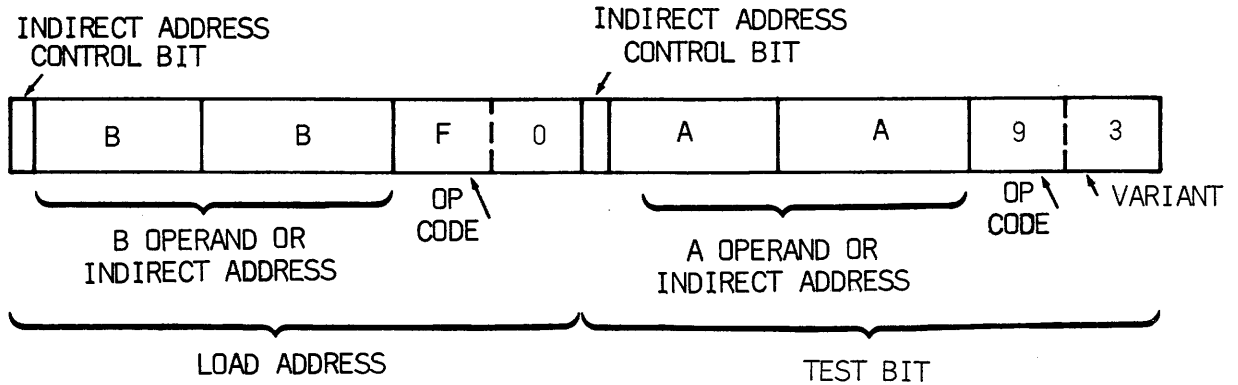 INDIRECT ADDRESS
CONTROL BIT
INDIRECT ADDRESS
CONTROL BIT
B B F 0 A A 9 3
OP
CODE
OP
CODE
VARIANT
B OPERAND OR
INDIRECT ADDRESS
A OPERAND OR
INDIRECT ADDRESS
LOAD ADDRESS
TEST BIT